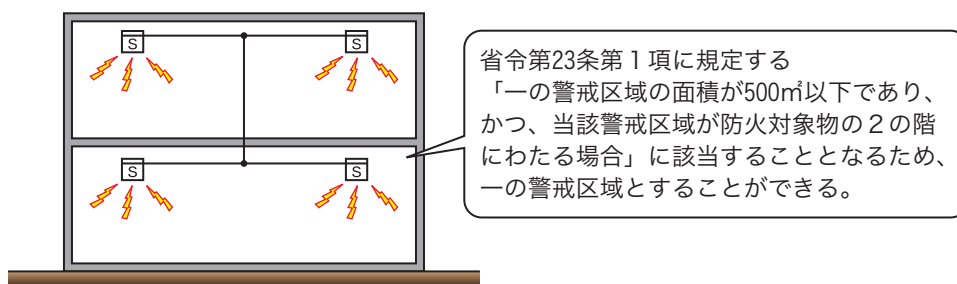 S
S
S
S
省令第23条第１項に規定する
「一の警戒区域の面積が500㎡以下であり、
かつ、当該警戒区域が防火対象物の２の階
にわたる場合」に該当することとなるため、
一の警戒区域とすることができる。